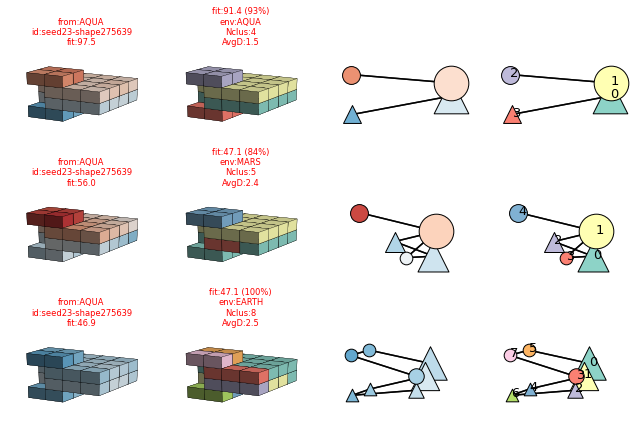 from:AQUA
id:seed23-shape275639
fit:97.5
fit:91.4 (93%)
env:AQUA
Nclus:4
AvgD:1.5
2
1
0
3
from:AQUA
id:seed23-shape275639
fit:56.0
fit:47.1 (84%)
env:MARS
Nclus:5
AvgD:2.4
4
1
2
0
3
from:AQUA
id:seed23-shape275639
fit:46.9
fit:47.1 (100%)
env:EARTH
Nclus:8
AvgD:2.5
7
5
0
3
1
6
4
2